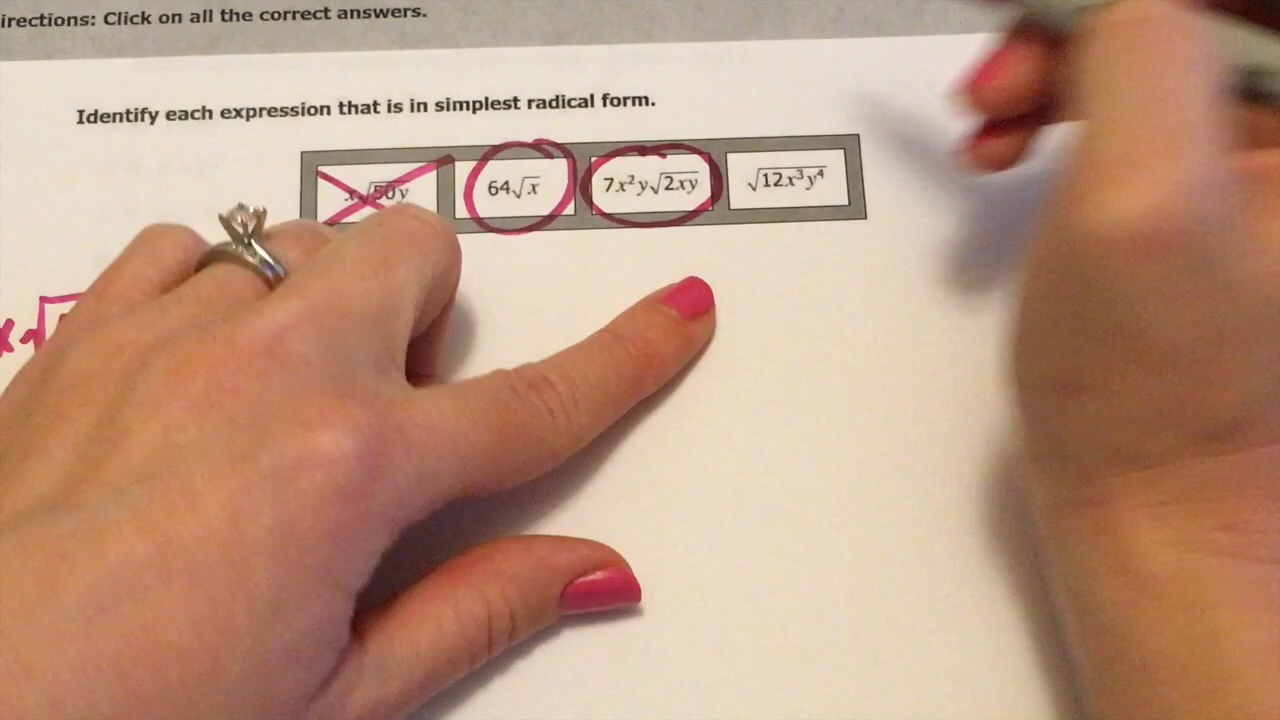 irections: Click on all the correct answers.
Identify each expression that is in simplest radical form.
x√50y 64√x 7x²y√2xy √12x³y⁴
x√